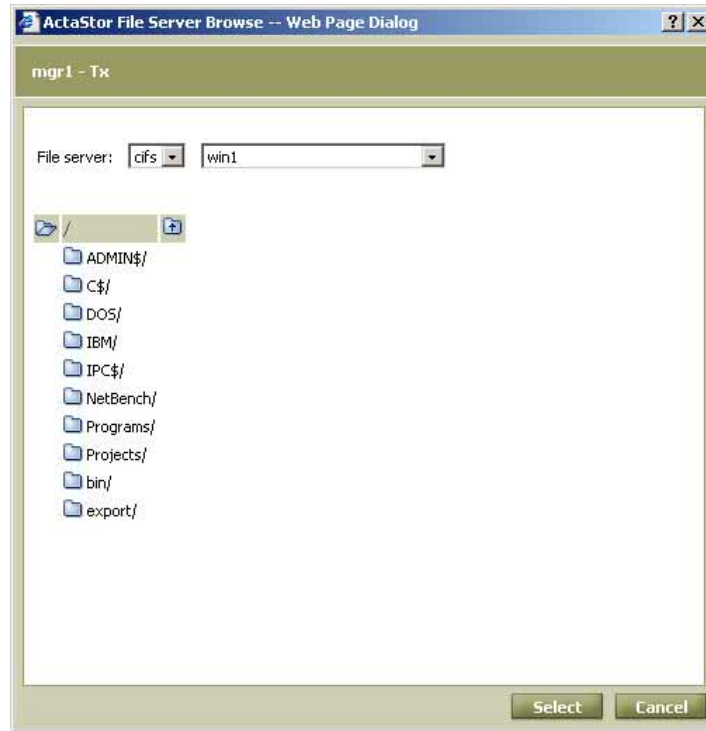 ActaStor File Server Browse -- Web Page Dialog
mgr1 - Tx
File server: cifs win1
/
ADMIN$/
C$/
DOS/
IBM/
IPC$/
NetBench/
Programs/
Projects/
bin/
export/
Select Cancel